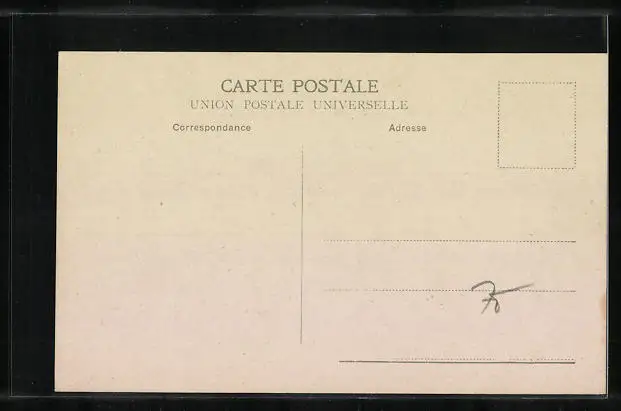 CARTE POSTALE
UNION POSTALE UNIVERSELLE
Correspondance
Adresse